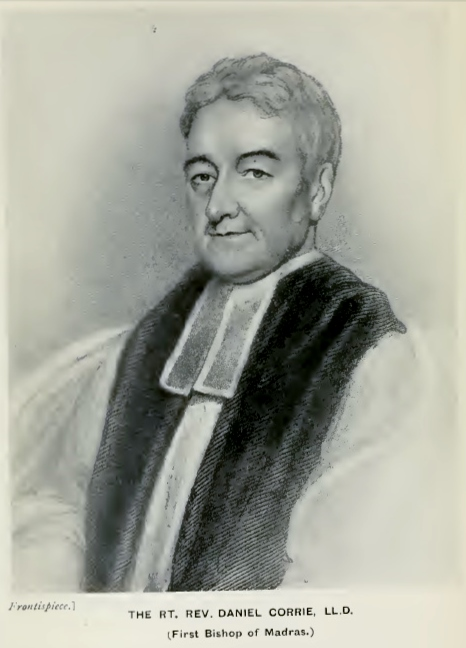 Frontispiece.]
THE RT. REV. DANIEL CORRIE, LL.D.
(First Bishop of Madras.)